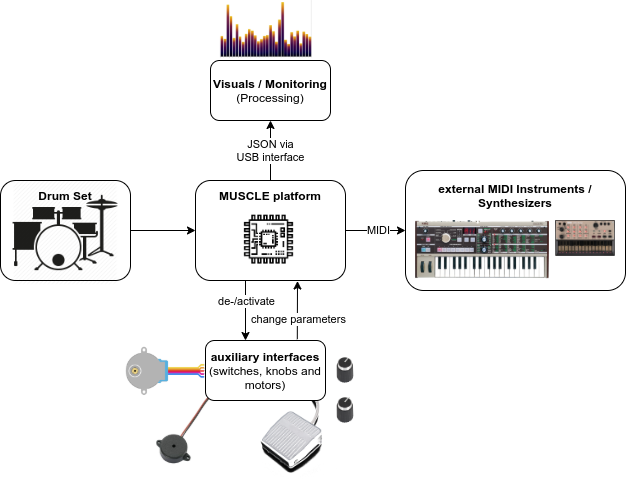 Visuals / Monitoring
(Processing)
JSON via
USB interface
Drum Set
MUSCLE platform
MIDI
external MIDI Instruments /
Synthesizers
de-/activate
change parameters
auxiliary interfaces
(switches, knobs and
motors)